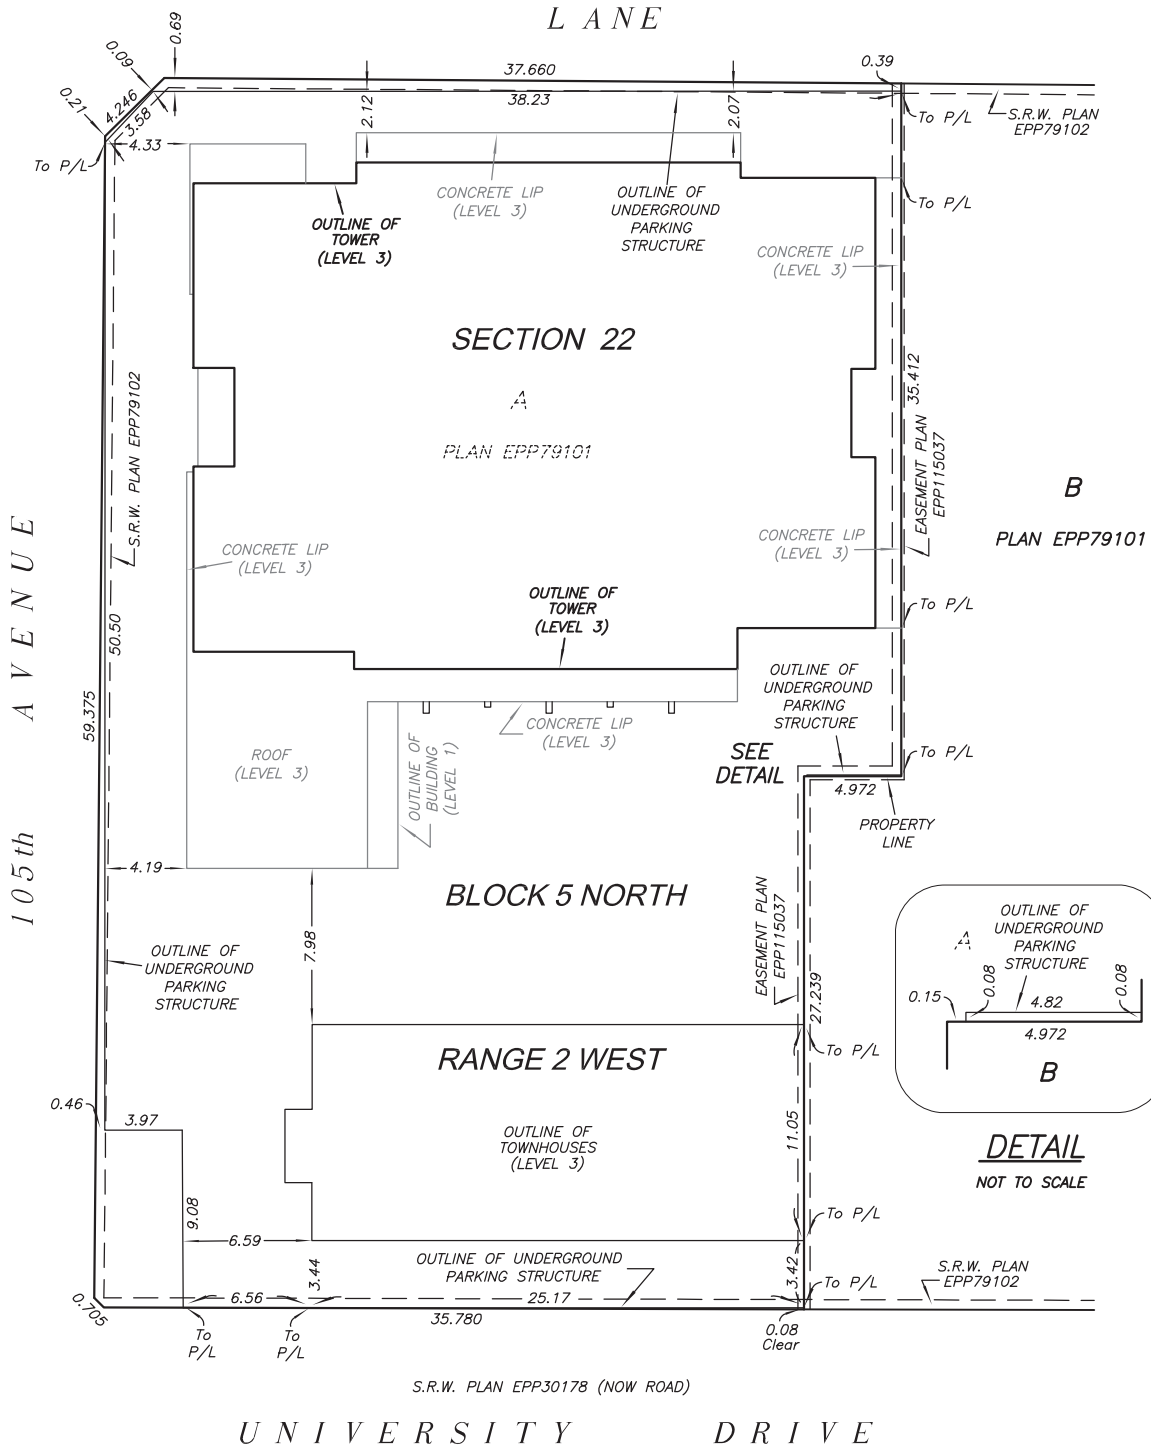 LANE
0.69
0.09
0.21
4.246
3.58
4.33
To P/L
37.660
38.23
2.12
2.07
0.39
To P/L
S.R.W. PLAN
EPP79102
To P/L
CONCRETE LIP
(LEVEL 3)
OUTLINE OF
UNDERGROUND
PARKING
STRUCTURE
OUTLINE OF
TOWER
(LEVEL 3)
CONCRETE LIP
(LEVEL 3)
SECTION 22
A
PLAN EPP79101
S.R.W. PLAN EPP79102
35.412
EASEMENT PLAN
EPP115037
B
PLAN EPP79101
CONCRETE LIP
(LEVEL 3)
CONCRETE LIP
(LEVEL 3)
105th AVENUE
50.50
59.375
OUTLINE OF
TOWER
(LEVEL 3)
To P/L
OUTLINE OF
UNDERGROUND
PARKING
STRUCTURE
ROOF
(LEVEL 3)
OUTLINE OF
BUILDING
(LEVEL 1)
CONCRETE LIP
(LEVEL 3)
SEE
DETAIL
To P/L
4.972
PROPERTY
LINE
4.19
BLOCK 5 NORTH
7.98
EASEMENT PLAN
EPP115037
27.239
OUTLINE OF
UNDERGROUND
PARKING
STRUCTURE
A
OUTLINE OF
UNDERGROUND
PARKING
STRUCTURE
0.15
0.08
4.82
0.08
4.972
B
DETAIL
NOT TO SCALE
RANGE 2 WEST
To P/L
0.46
3.97
OUTLINE OF
TOWNHOUSES
(LEVEL 3)
11.05
9.08
6.59
To P/L
OUTLINE OF UNDERGROUND
PARKING STRUCTURE
3.44
3.42
To P/L
S.R.W. PLAN
EPP79102
0.705
6.56
25.17
35.780
To
P/L
To
P/L
0.08
Clear
S.R.W. PLAN EPP30178 (NOW ROAD)
UNIVERSITY DRIVE